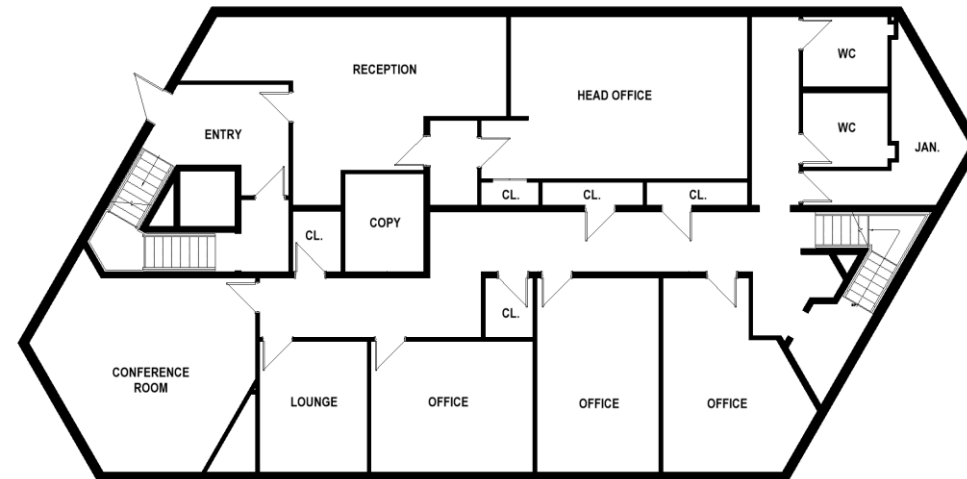 WC
RECEPTION
HEAD OFFICE
WC
ENTRY
JAN.
CL.
CL.
CL.
COPY
CL.
CL.
CONFERENCE
ROOM
LOUNGE
OFFICE
OFFICE
OFFICE